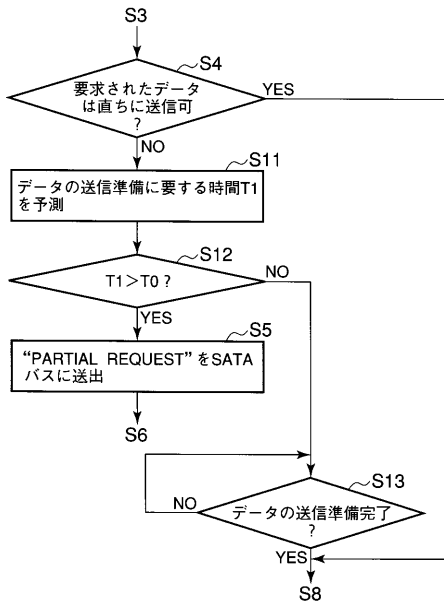 S3
S4
要求されたデータ
は直ちに送信可
?
YES
NO
S11
データの送信準備に要する時間T1
を予測
S12
T1>T0 ?
NO
YES
S5
“PARTIAL REQUEST”をSATA
バスに送出
S6
S13
NO
データの送信準備完了
?
YES
S8